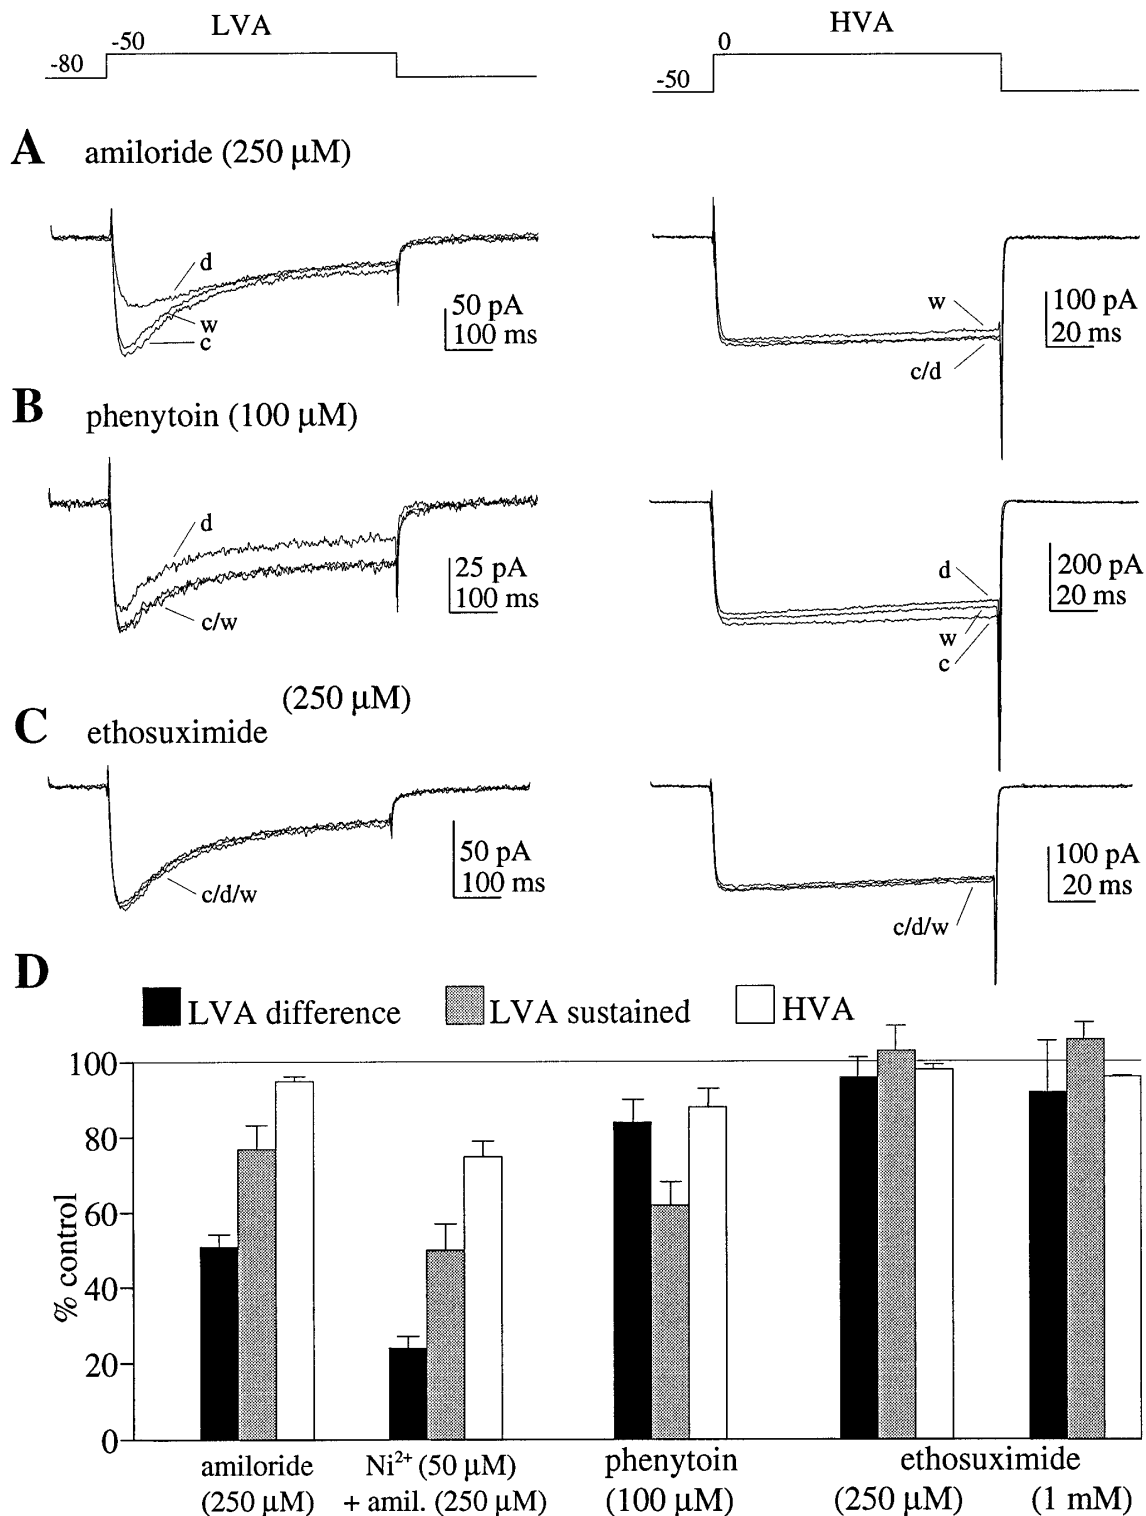 LVA
HVA
-50
-80
0
-50
A amiloride (250 µM)
d
w
c
50 pA
100 ms
w
c/d
100 pA
20 ms
B phenytoin (100 µM)
d
c/w
25 pA
100 ms
d
w
c
200 pA
20 ms
(250 µM)
C ethosuximide
c/d/w
50 pA
100 ms
c/d/w
100 pA
20 ms
D
LVA difference
LVA sustained
HVA
% control
100
80
60
40
20
0
amiloride
(250 µM)
Ni²⁺ (50 µM)
+ amil. (250 µM)
phenytoin
(100 µM)
ethosuximide
(250 µM)
(1 mM)